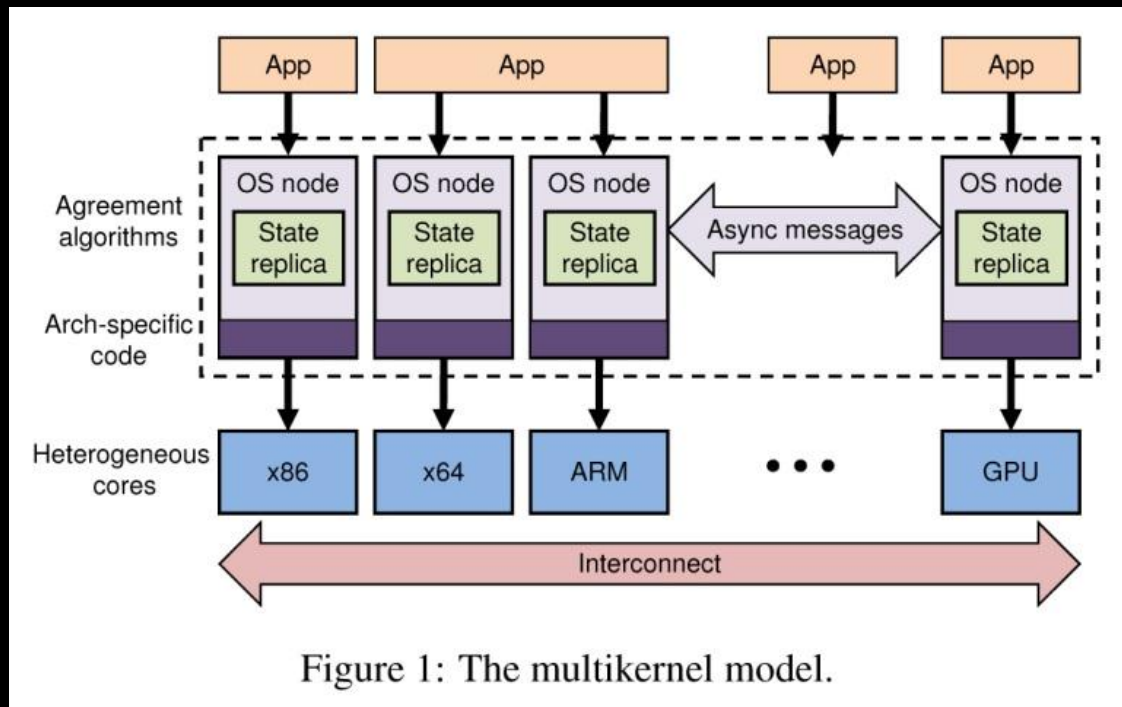 App App App App
OS node OS node OS node OS node
Agreement
algorithms
State
replica
State
replica
State
replica
Async messages
State
replica
Arch-specific
code
Heterogeneous
cores
x86 x64 ARM ••• GPU
Interconnect
Figure 1: The multikernel model.